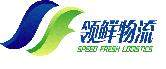 领鲜物流
SPEED FRESH LOGISTICS